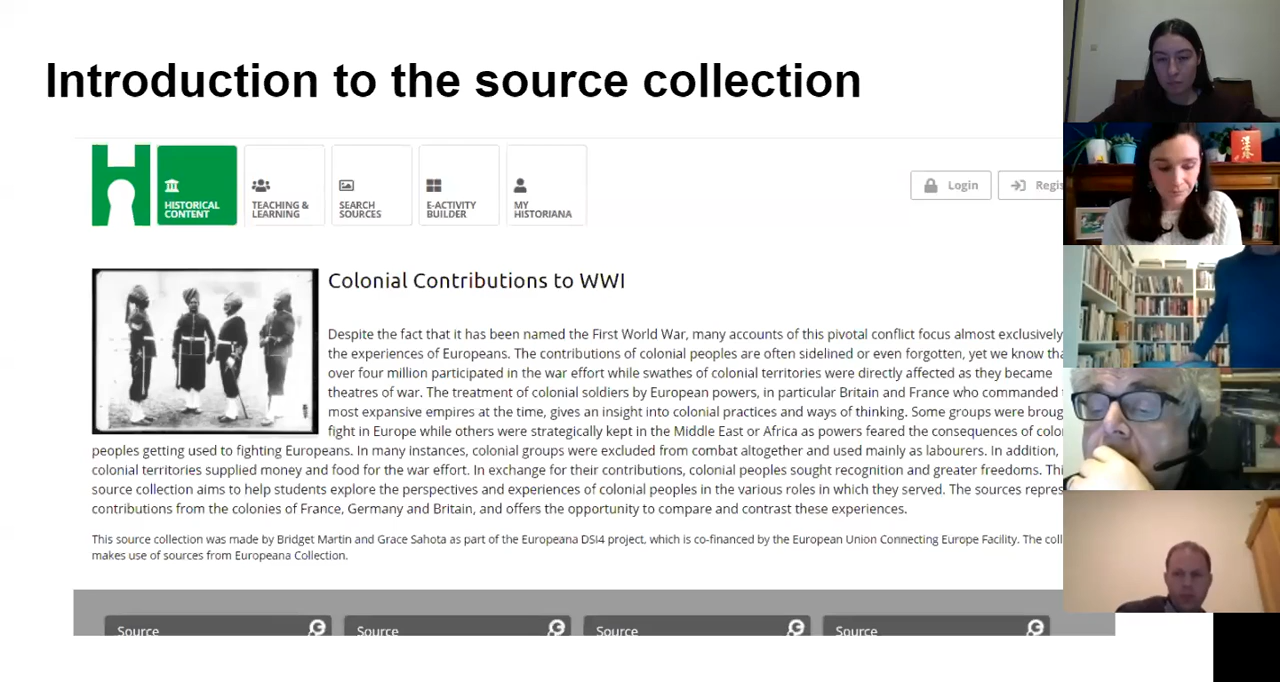 Introduction to the source collection
HISTORICAL
CONTENT
TEACHING &
LEARNING
SEARCH
SOURCES
E-ACTIVITY
BUILDER
MY
HISTORIANA
Login
Regis
Colonial Contributions to WWI
Despite the fact that it has been named the First World War, many accounts of this pivotal conflict focus almost exclusively
the experiences of Europeans. The contributions of colonial peoples are often sidelined or even forgotten, yet we know tha
over four million participated in the war effort while swathes of colonial territories were directly affected as they became
theatres of war. The treatment of colonial soldiers by European powers, in particular Britain and France who commanded
most expansive empires at the time, gives an insight into colonial practices and ways of thinking. Some groups were broug
fight in Europe while others were strategically kept in the Middle East or Africa as powers feared the consequences of color
peoples getting used to fighting Europeans. In many instances, colonial groups were excluded from combat altogether and used mainly as labourers. In addition,
colonial territories supplied money and food for the war effort. In exchange for their contributions, colonial peoples sought recognition and greater freedoms. Thi
source collection aims to help students explore the perspectives and experiences of colonial peoples in the various roles in which they served. The sources repres
contributions from the colonies of France, Germany and Britain, and offers the opportunity to compare and contrast these experiences.
This source collection was made by Bridget Martin and Grace Sahota as part of the Europeana DSI4 project, which is co-financed by the European Union Connecting Europe Facility. The coll
makes use of sources from Europeana Collection.
Source
Source
Source
Source